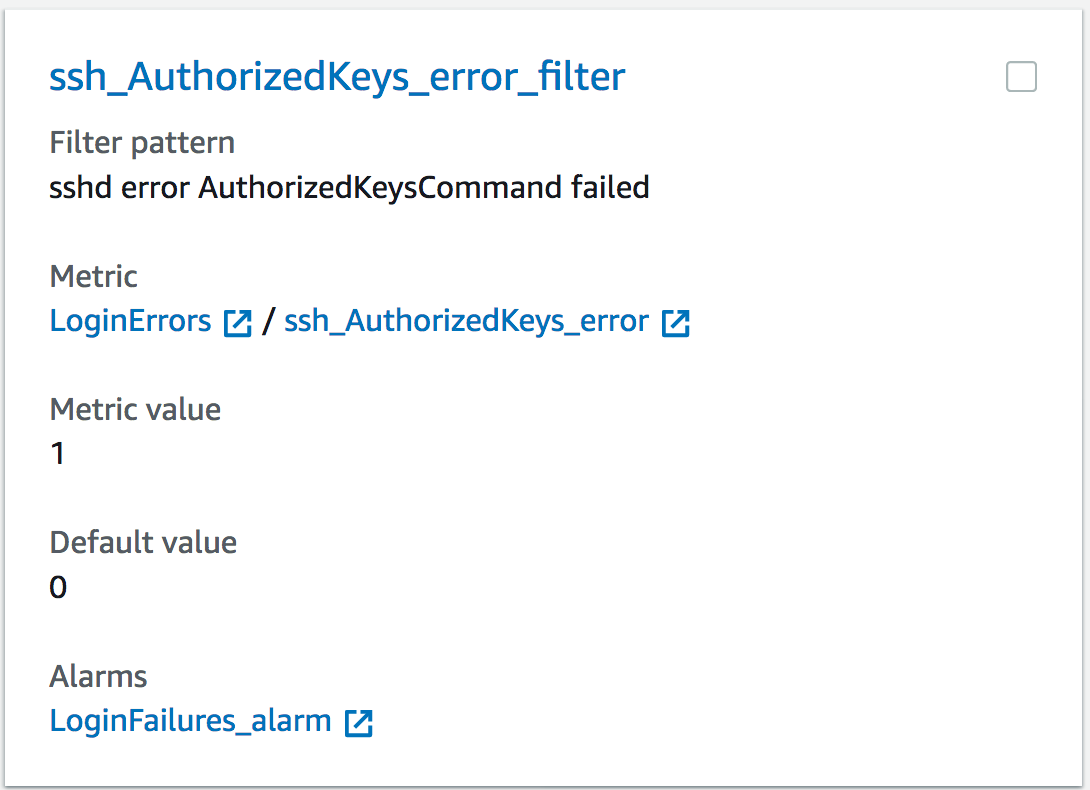 ssh_AuthorizedKeys_error_filter
Filter pattern
sshd error AuthorizedKeysCommand failed
Metric
LoginErrors / ssh_AuthorizedKeys_error
Metric value
1
Default value
0
Alarms
LoginFailures_alarm